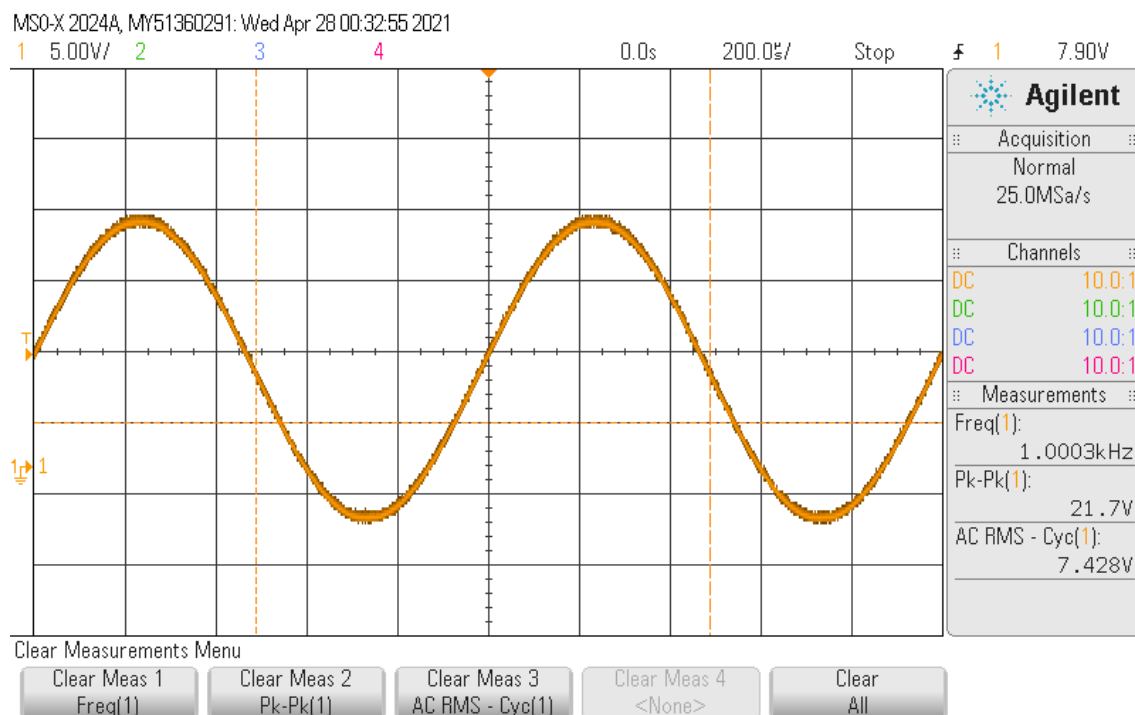 MSO-X 2024A, MY51360291: Wed Apr 28 00:32:55 2021
1 5.00V/ 2 3 4 0.0s 200.0㎲/ Stop 1 7.90V
Agilent
Acquisition
Normal
25.0MSa/s
Channels
DC 10.0:1
DC 10.0:1
DC 10.0:1
DC 10.0:1
Measurements
Freq(1):
1.0003kHz
Pk-Pk(1):
21.7V
AC RMS - Cyc(1):
7.428V
T
1 1
Clear Measurements Menu
Clear Meas 1
Freq(1)
Clear Meas 2
Pk-Pk(1)
Clear Meas 3
AC RMS - Cyc(1)
Clear Meas 4
<None>
Clear
All